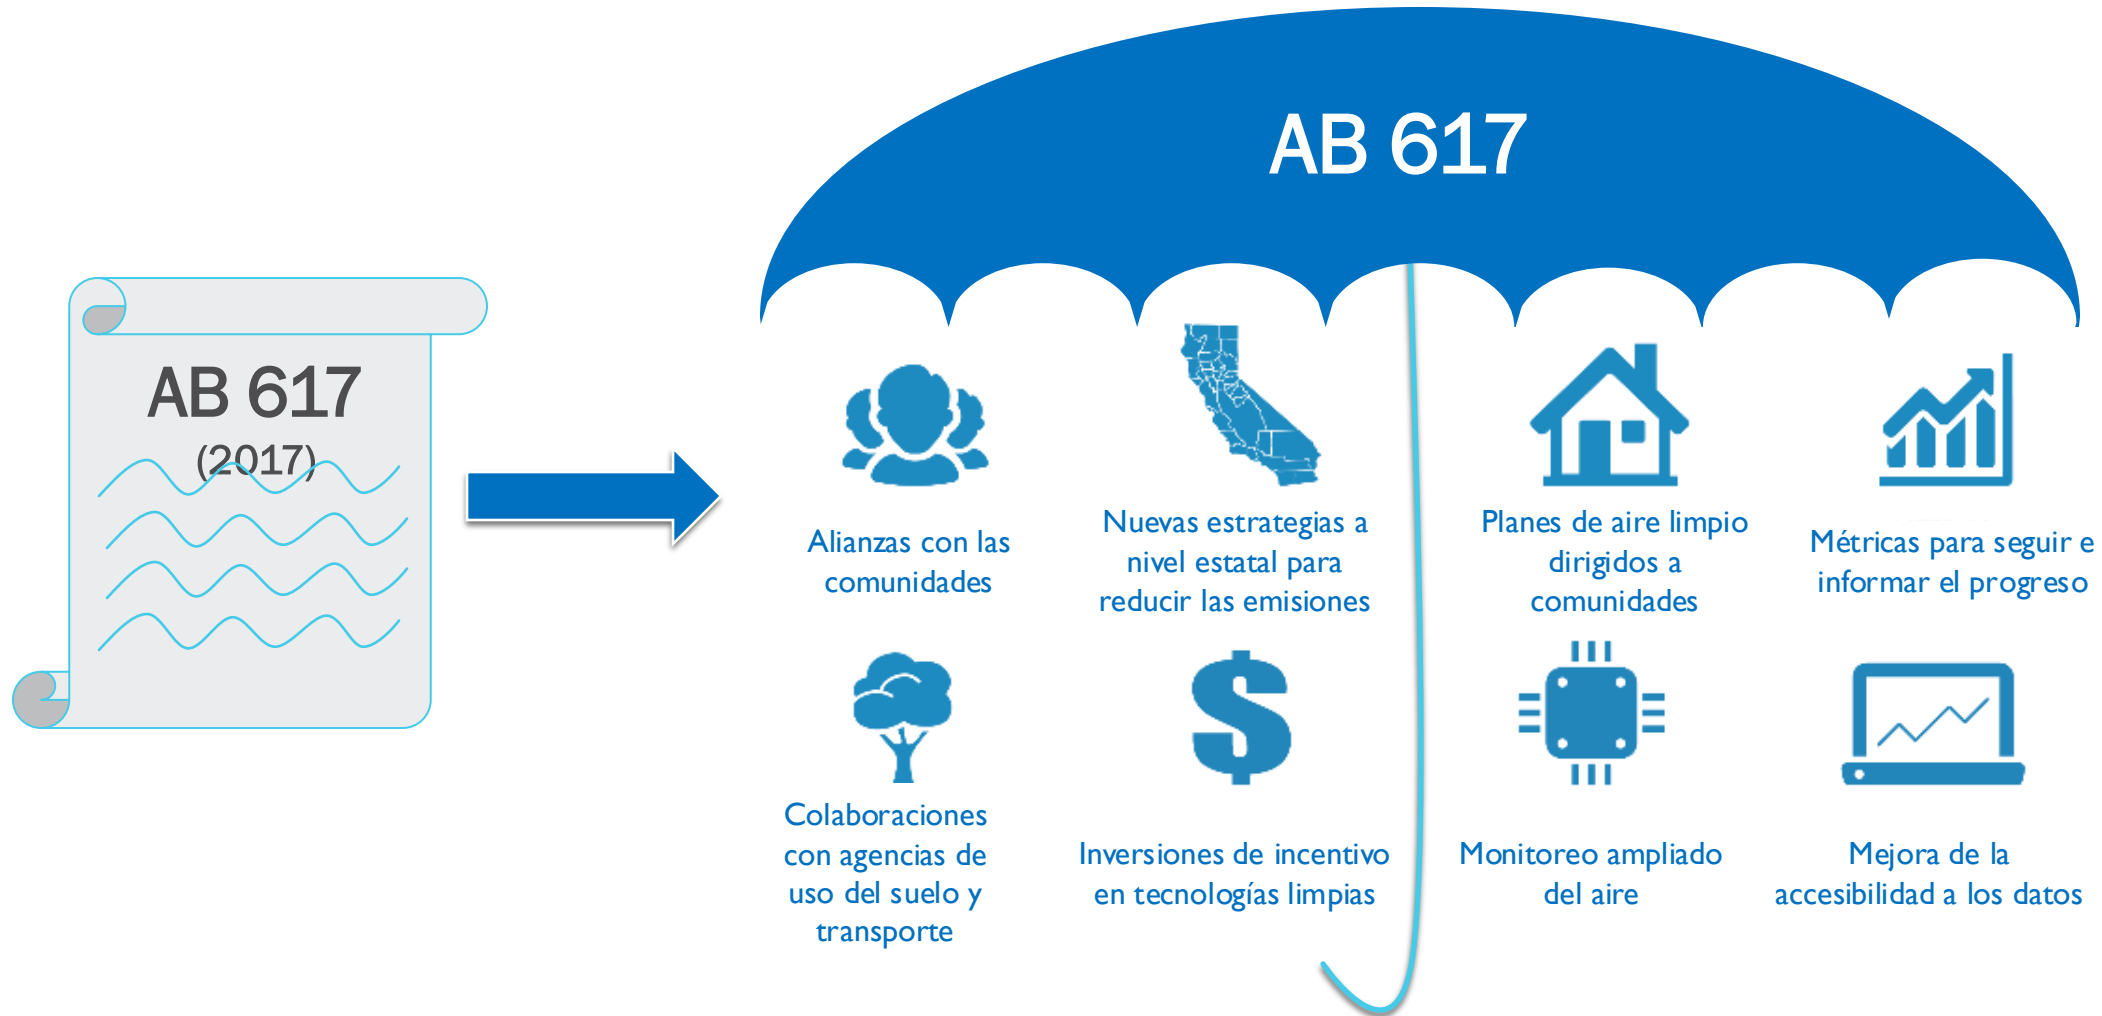 AB 617
(2017)
AB 617
Alianzas con las
comunidades
Nuevas estrategias a
nivel estatal para
reducir las emisiones
Planes de aire limpio
dirigidos a
comunidades
Métricas para seguir e
informar el progreso
Colaboraciones
con agencias de
uso del suelo y
transporte
Inversiones de incentivo
en tecnologías limpias
Monitoreo ampliado
del aire
Mejora de la
accesibilidad a los datos